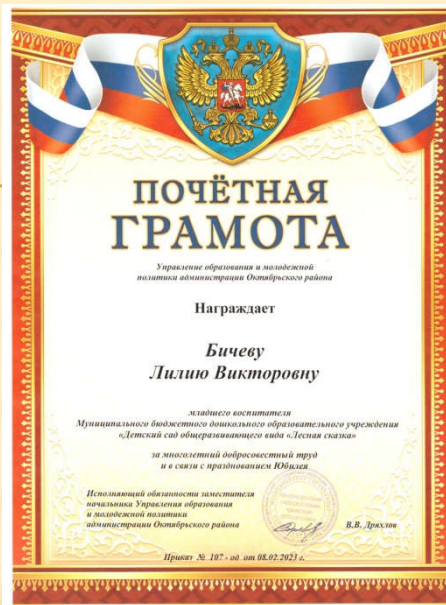 ПОЧЁТНАЯ
ГРАМОТА
Управление образования и молодежной
политики администрации Октябрьского района
Награждает
Бичеву
Лилию Викторовну
младшего воспитателя
Муниципального бюджетного дошкольного образовательного учреждения
«Детский сад общеразвивающего вида «Лесная сказка»
за многолетний добросовестный труд
и в связи с празднованием Юбилея
Исполняющий обязанности заместителя
начальника Управления образования
и молодежной политики
администрации Октябрьского района
В.В. Дряхлов
Приказ № 107 - од от 08.02.2023 г.